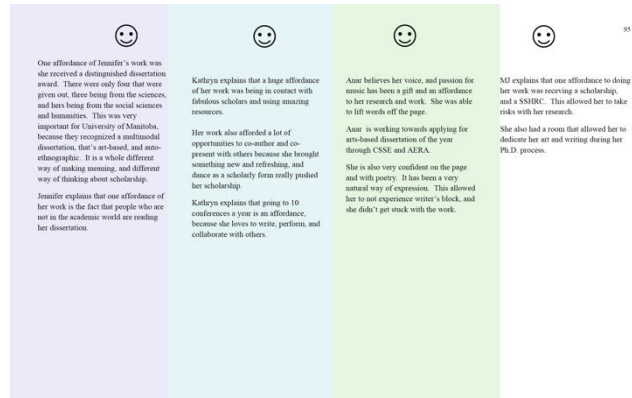 95
One affordance of Jennifer's work was
she received a distinguished dissertation
award. There were only four that were
given out, three being from the sciences,
and hers being from the social sciences
and humanities. This was very
important for University of Manitoba,
because they recognized a multimodal
dissertation, that's art-based, and auto-
ethnographic. It is a whole different
way of making meaning, and different
way of thinking about scholarship.
Jennifer explains that one affordance of
her work is the fact that people who are
not in the academic world are reading
her dissertation.
Kathryn explains that a huge affordance
of her work was being in contact with
fabulous scholars and using amazing
resources.
Her work also afforded a lot of
opportunities to co-author and co-
present with others because she brought
something new and refreshing, and
dance as a scholarly form really pushed
her scholarship.
Kathryn explains that going to 10
conferences a year is an affordance,
because she loves to write, perform, and
collaborate with others.
Anar believes her voice, and passion for
music has been a gift and an affordance
to her research and work. She was able
to lift words off the page.
Anar is working towards applying for
arts-based dissertation of the year
through CSSE and AERA.
She is also very confident on the page
and with poetry. It has been a very
natural way of expression. This allowed
her to not experience writer's block, and
she didn't get stuck with the work.
MJ explains that one affordance to doing
her work was receving a scholarship,
and a SSHRC. This allowed her to take
risks with her research.
She also had a room that allowed her to
dedicate her art and writing during her
Ph.D. process.